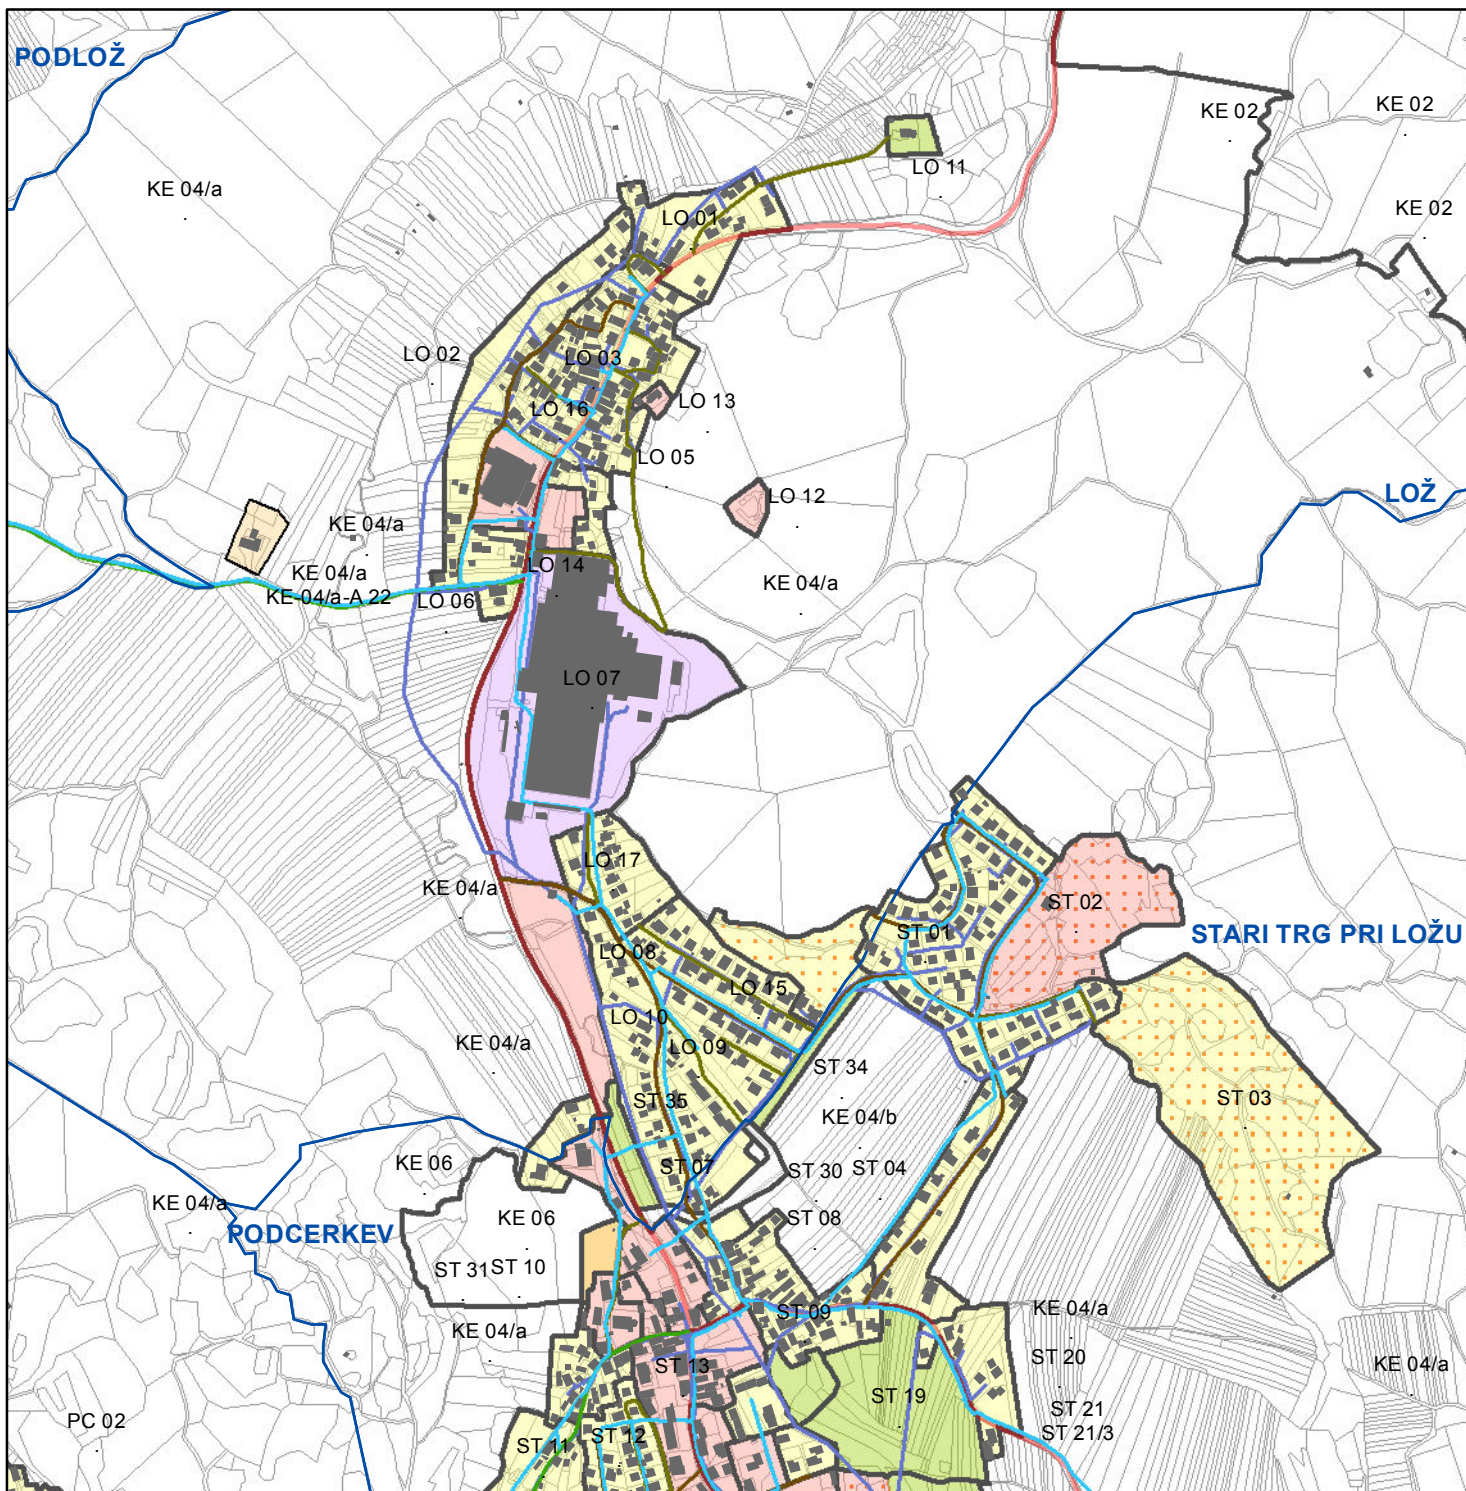 PODLOŽ
KE 02
KE 02
LO 11
KE 04/a
KE 02
LO 01
LO 02
LO 03
LO 13
LO 16
LO 05
LO 12
LOŽ
KE 04/a
LO 14
KE 04/a
KE 04/a
KE-04/a-A 22
LO 06
LO 07
LO 17
KE 04/a
ST 02
ST 01
STARI TRG PRI LOŽU
LO 08
LO 15
LO 10
KE 04/a
LO 09
ST 34
ST 35
KE 04/b
ST 03
KE 06
ST 07
ST 30
ST 04
KE 04/a
KE 06
ST 08
PODCERKEV
ST 31
ST 10
KE 04/a
ST 09
KE 04/a
ST 20
ST 13
KE 04/a
ST 19
ST 21
PC 02
ST 12
ST 21/3
ST 11